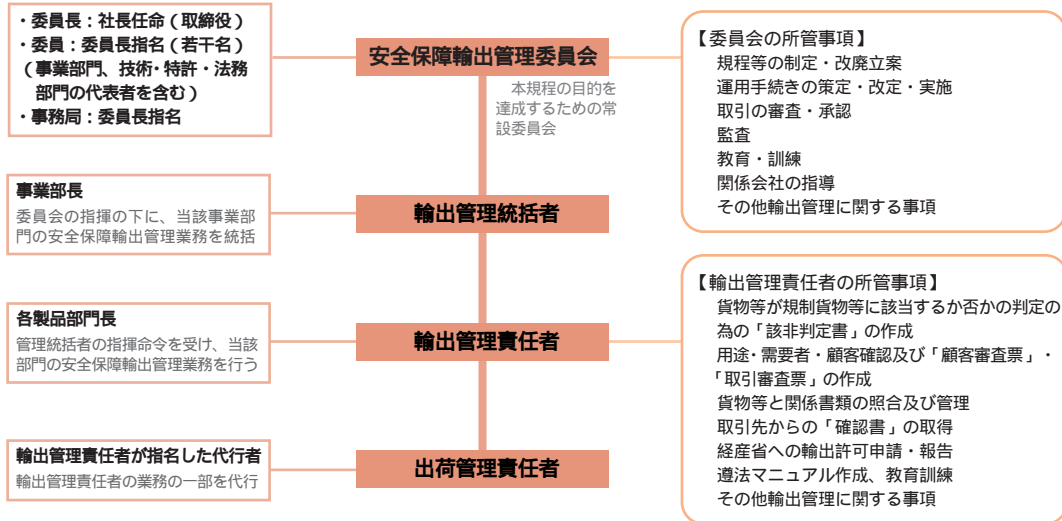 ・委員長：社長任命（取締役）
・委員：委員長指名（若干名）
（事業部門、技術・特許・法務
部門の代表者を含む）
・事務局：委員長指名
安全保障輸出管理委員会
本規程の目的を
達成するための常
設委員会
【委員会の所管事項】
規程等の制定・改廃立案
運用手続きの策定・改定・実施
取引の審査・承認
監査
教育・訓練
関係会社の指導
その他輸出管理に関する事項
事業部長
委員会の指揮の下に、当該事業部
門の安全保障輸出管理業務を統括
輸出管理統括者
各製品部門長
管理統括者の指揮命令を受け、当該
部門の安全保障輸出管理業務を行う
輸出管理責任者
【輸出管理責任者の所管事項】
貨物等が規制貨物等に該当するか否かの判定の
為の「該非判定書」の作成
用途・需要者・顧客確認及び「顧客審査票」・
「取引審査票」の作成
貨物等と関係書類の照合及び管理
取引先からの「確認書」の取得
経産省への輸出許可申請・報告
遵法マニュアル作成、教育訓練
その他輸出管理に関する事項
輸出管理責任者が指名した代行者
輸出管理責任者の業務の一部を代行
出荷管理責任者